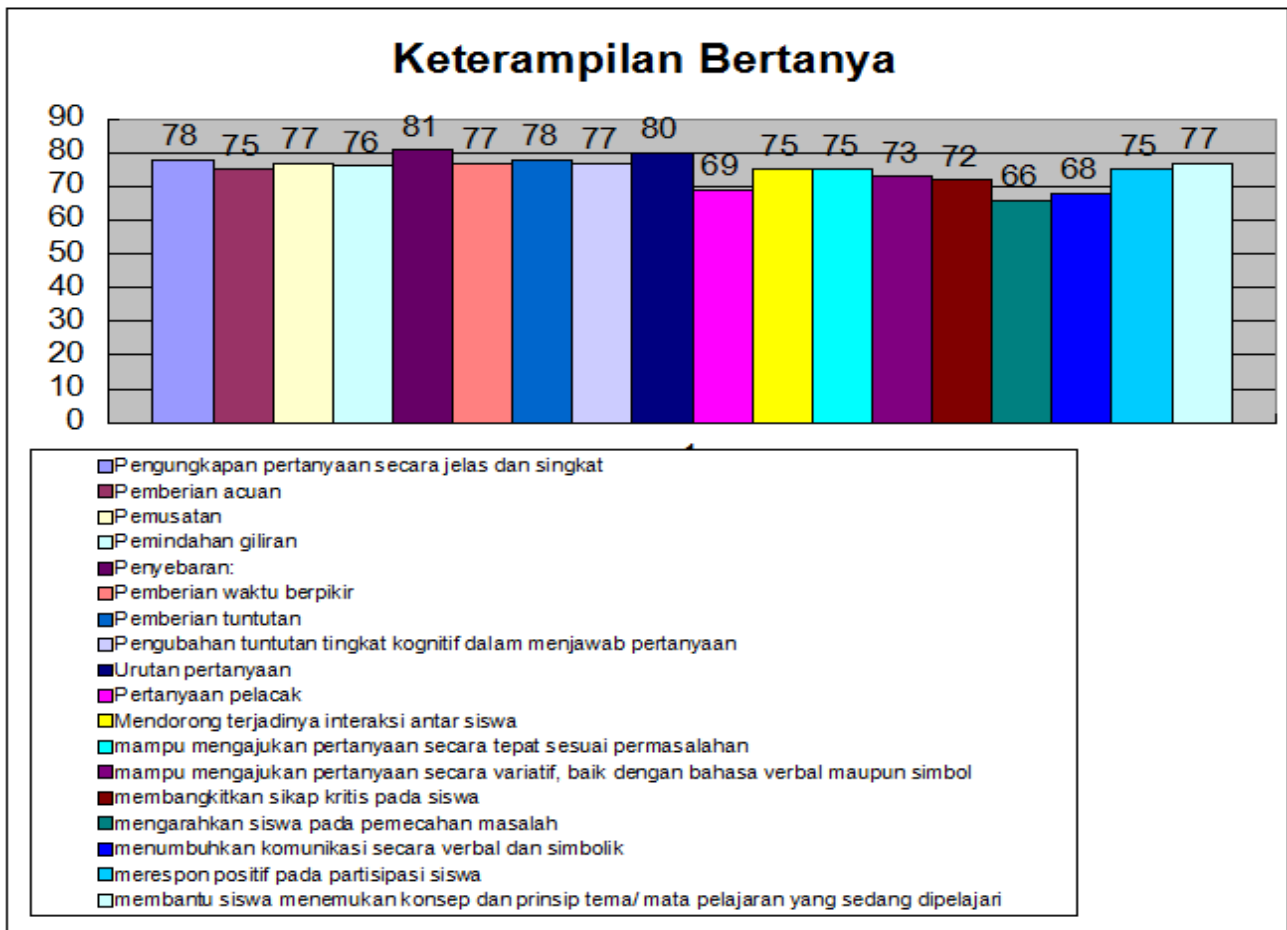 Keterampilan Bertanya
90
80
70
60
50
40
30
20
10
0
78
75
77
76
81
77
78
77
80
69
75
75
73
72
66
68
75
77
Pengungkapan pertanyaan secara jelas dan singkat
Pemberian acuan
Pemusatan
Pemindahan giliran
Penyebaran:
Pemberian waktu berpikir
Pemberian tuntutan
Pengubahan tuntutan tingkat kognitif dalam menjawab pertanyaan
Urutan pertanyaan
Pertanyaan pelacak
Mendorong terjadinya interaksi antar siswa
mampu mengajukan pertanyaan secara tepat sesuai permasalahan
mampu mengajukan pertanyaan secara variatif, baik dengan bahasa verbal maupun simbol
membangkitkan sikap kritis pada siswa
mengarahkan siswa pada pemecahan masalah
menumbuhkan komunikasi secara verbal dan simbolik
merespon positif pada partisipasi siswa
membantu siswa menemukan konsep dan prinsip tema/ mata pelajaran yang sedang dipelajari